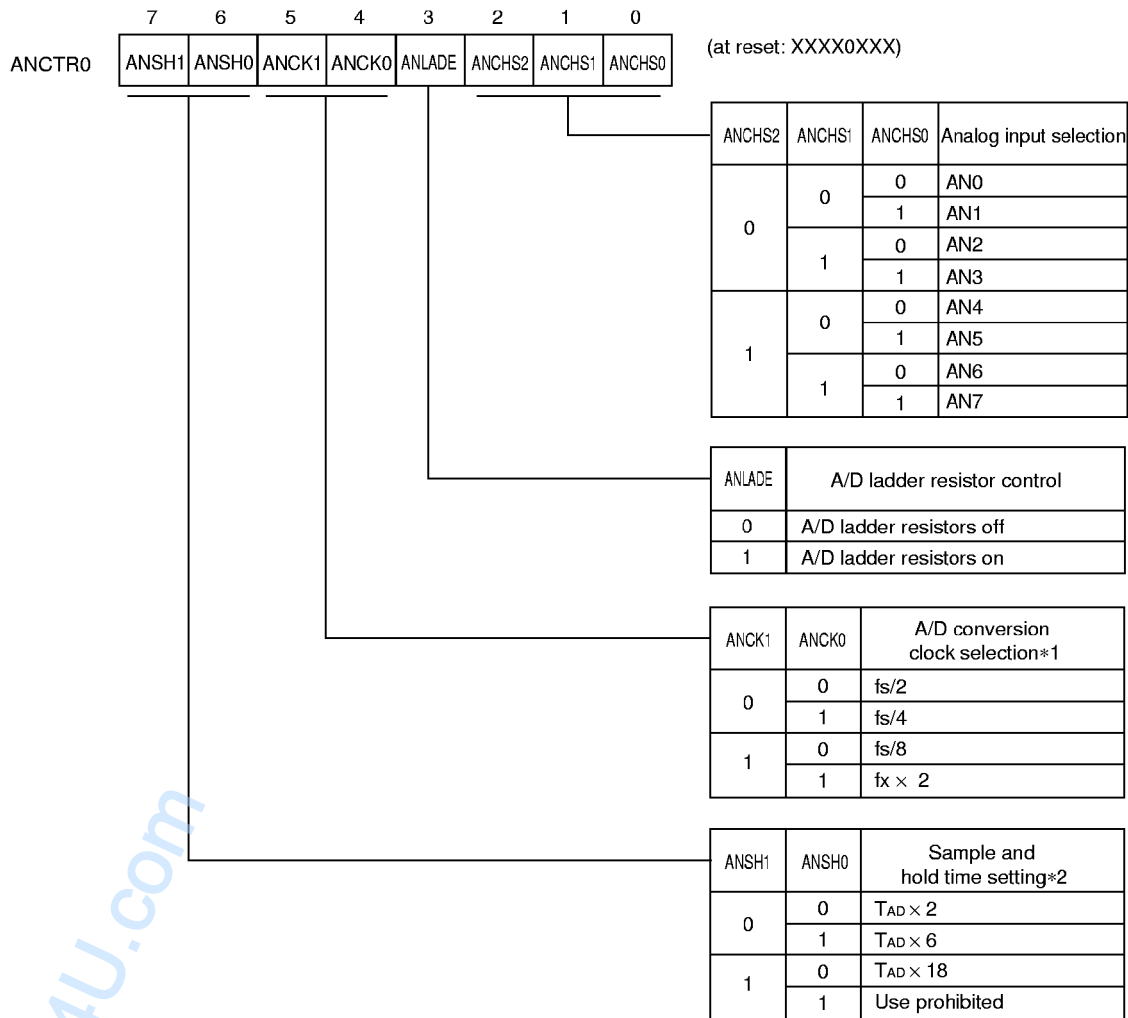 7 6 5 4 3 2 1 0
(at reset: XXXX0XXX)
ANCTR0 ANSH1 ANSH0 ANCK1 ANCK0 ANLADE ANCHS2 ANCHS1 ANCHS0
ANCHS2 ANCHS1 ANCHS0 Analog input selection
0 0 0 AN0
1 AN1
1 0 AN2
1 AN3
1 0 0 AN4
1 AN5
1 0 AN6
1 AN7
ANLADE A/D ladder resistor control
0 A/D ladder resistors off
1 A/D ladder resistors on
ANCK1 ANCK0 A/D conversion
clock selection*1
0 0 fs/2
1 fs/4
1 0 fs/8
1 fx × 2
ANSH1 ANSH0 Sample and
hold time setting*2
0 0 TAD × 2
1 TAD × 6
1 0 TAD × 18
1 Use prohibited
4U.com